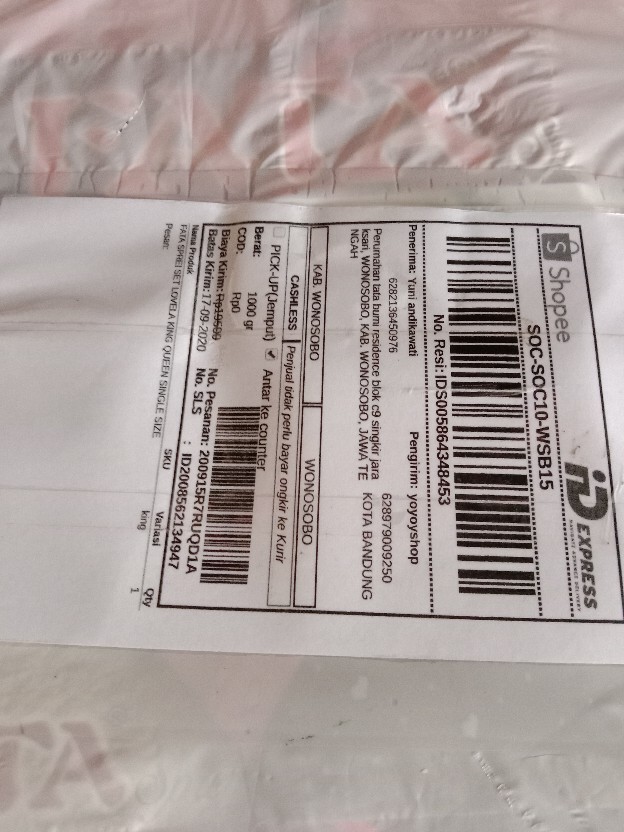 Shopee
iD EXPRESS
SOC-SOC10-WSB15
No. Resi: IDS005864348453
Penerima: Yuni andikawati
6282136450976
Perumahan tata bumi residence blok c9 singkir jara
ksari, WONOSOBO, KAB. WONOSOBO, JAWA TE
NGAH
Pengirim: yoyoyshop
628979009250
KOTA BANDUNG
KAB. WONOSOBO
WONOSOBO
CASHLESS
Penjual tidak perlu bayar ongkir ke Kurir
PICK-UP(Jemput)
Antar ke counter
Berat: 1000 gr
COD: Rp0
Biaya Kirim:
Batas Kirim: 17-09-2020
No. Pesanan: 200915R7RUQD1A
No. SLS : ID2008562134947
Nama Produk SKU Variasi Qty
FATA SPREI SET LOVELA KING QUEEN SINGLE SIZE king 1
Pesan:
FATA
TA